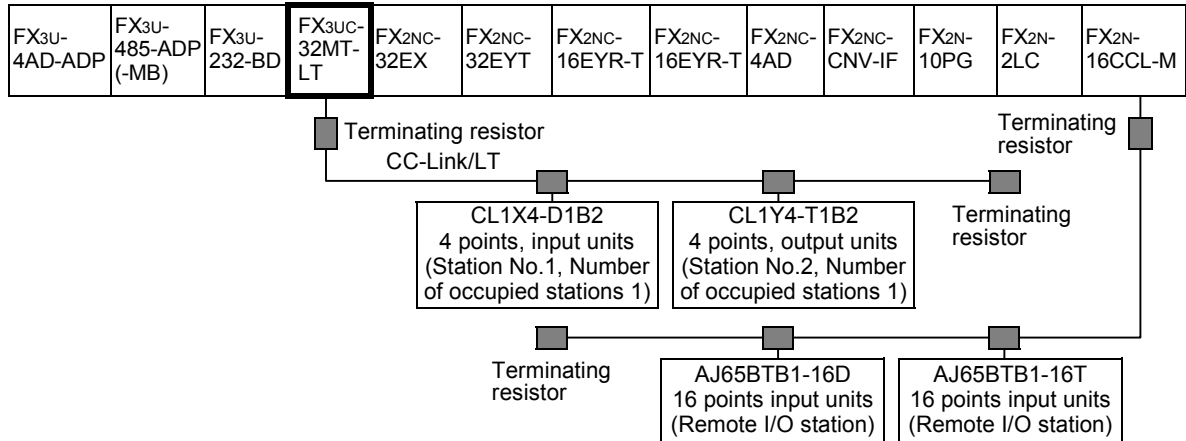 FX3U-
4AD-ADP
FX3U-
485-ADP
(-MB)
FX3U-
232-BD
FX3UC-
32MT-
LT
FX2NC-
32EX
FX2NC-
32EYT
FX2NC-
16EYR-T
FX2NC-
16EYR-T
FX2NC-
4AD
FX2NC-
CNV-IF
FX2N-
10PG
FX2N-
2LC
FX2N-
16CCL-M
Terminating resistor
CC-Link/LT
Terminating
resistor
CL1X4-D1B2
4 points, input units
(Station No.1, Number
of occupied stations 1)
CL1Y4-T1B2
4 points, output units
(Station No.2, Number
of occupied stations 1)
Terminating
resistor
Terminating
resistor
AJ65BTB1-16D
16 points input units
(Remote I/O station)
AJ65BTB1-16T
16 points input units
(Remote I/O station)